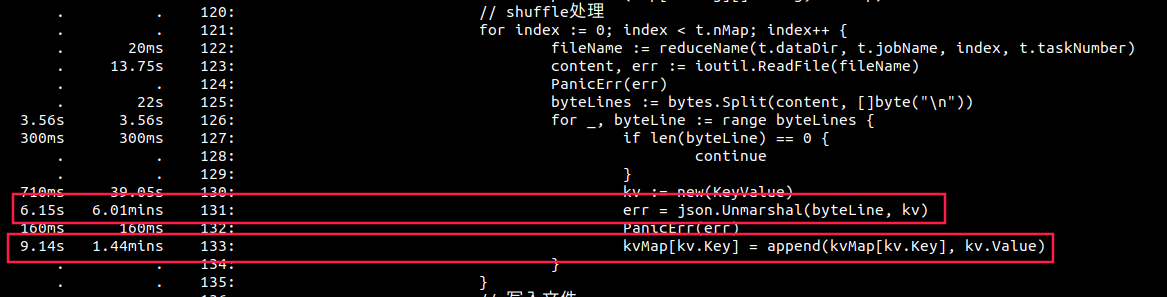 . . 120: // shuffle处理
. . 121: for index := 0; index < t.nMap; index++ {
. 20ms 122: fileName := reduceName(t.dataDir, t.jobName, index, t.taskNumber)
. 13.75s 123: content, err := ioutil.ReadFile(fileName)
. . 124: PanicErr(err)
. 22s 125: byteLines := bytes.Split(content, []byte("\n"))
3.56s 3.56s 126: for _, byteLine := range byteLines {
300ms 300ms 127: if len(byteLine) == 0 {
. . 128: continue
. . 129: }
710ms 39.05s 130: kv := new(KeyValue)
6.15s 6.01mins 131: err = json.Unmarshal(byteLine, kv)
160ms 160ms 132: PanicErr(err)
9.14s 1.44mins 133: kvMap[kv.Key] = append(kvMap[kv.Key], kv.Value)
. . 134: }
. . 135: }
. . 136: // 写入文件